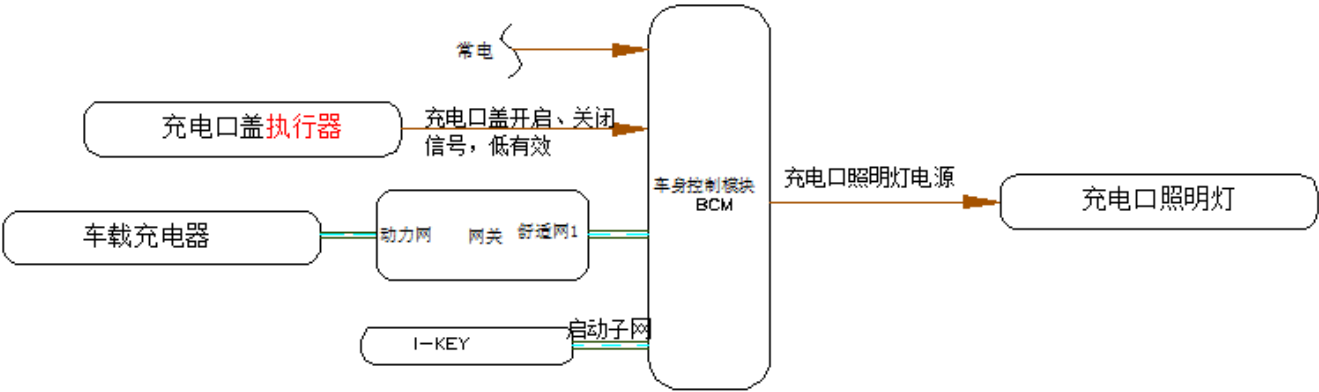 常电
充电口盖执行器
充电口盖开启、关闭
信号，低有效
车身控制模块
BCM
充电口照明灯电源
充电口照明灯
车载充电器
动力网
网关
舒适网1
启动子网
I-KEY